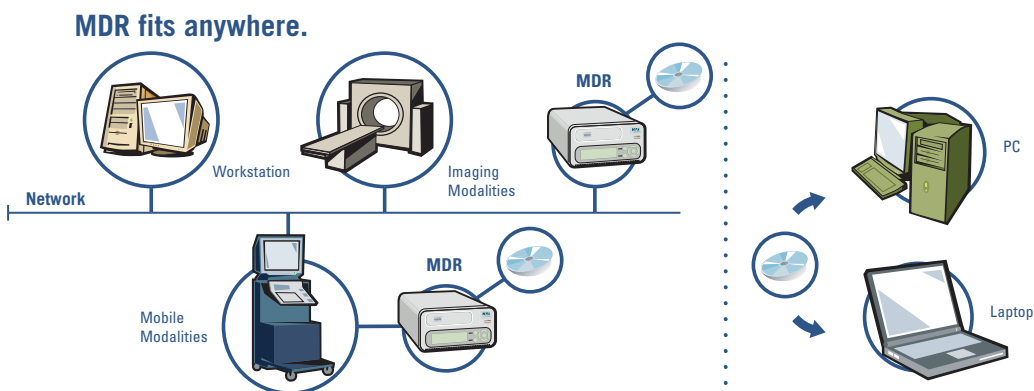 MDR fits anywhere.
MDR
Workstation
Imaging
Modalities
PC
Network
MDR
Mobile
Modalities
Laptop